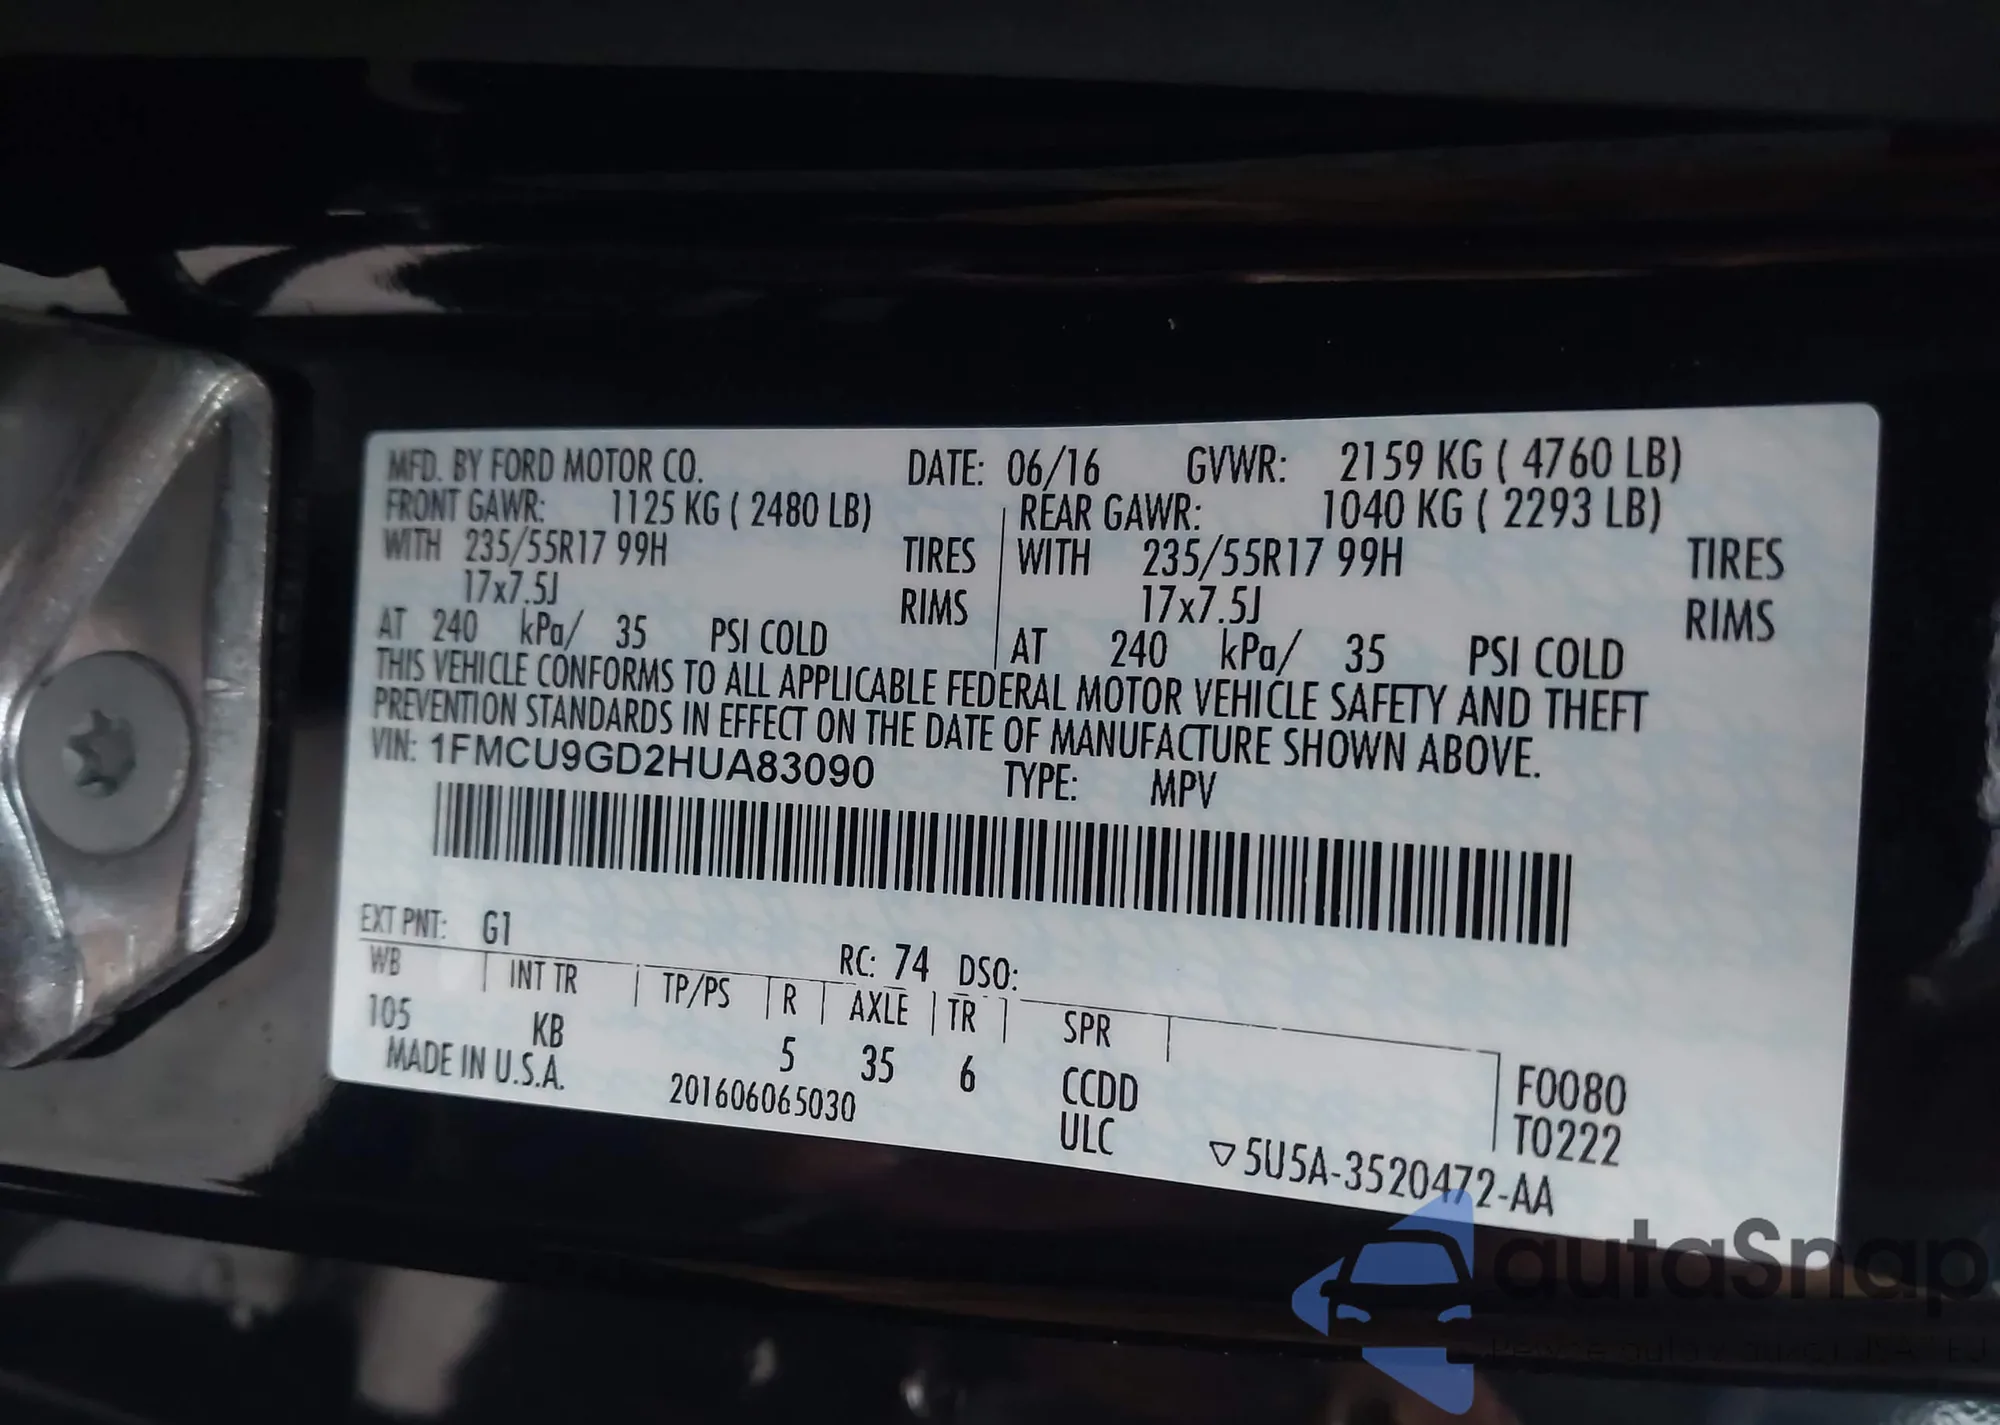 MFD. BY FORD MOTOR CO. DATE: 06/16 GVWR: 2159 KG ( 4760 LB)
FRONT GAWR: 1125 KG ( 2480 LB) REAR GAWR: 1040 KG ( 2293 LB)
WITH 235/55R17 99H TIRES WITH 235/55R17 99H TIRES
17x7.5J RIMS 17x7.5J RIMS
AT 240 kPa/ 35 PSI COLD AT 240 kPa/ 35 PSI COLD
THIS VEHICLE CONFORMS TO ALL APPLICABLE FEDERAL MOTOR VEHICLE SAFETY AND THEFT
PREVENTION STANDARDS IN EFFECT ON THE DATE OF MANUFACTURE SHOWN ABOVE.
VIN: 1FMCU9GD2HUA83090 TYPE: MPV
EXT PNT: G1 RC: 74 DSO:
WB INT TR TP/PS R AXLE TR SPR
105 KB 5 35 6 CCDD F0080
MADE IN U.S.A. 201606065030 ULC T0222
▽5U5A-3520472-AA
autaSnap